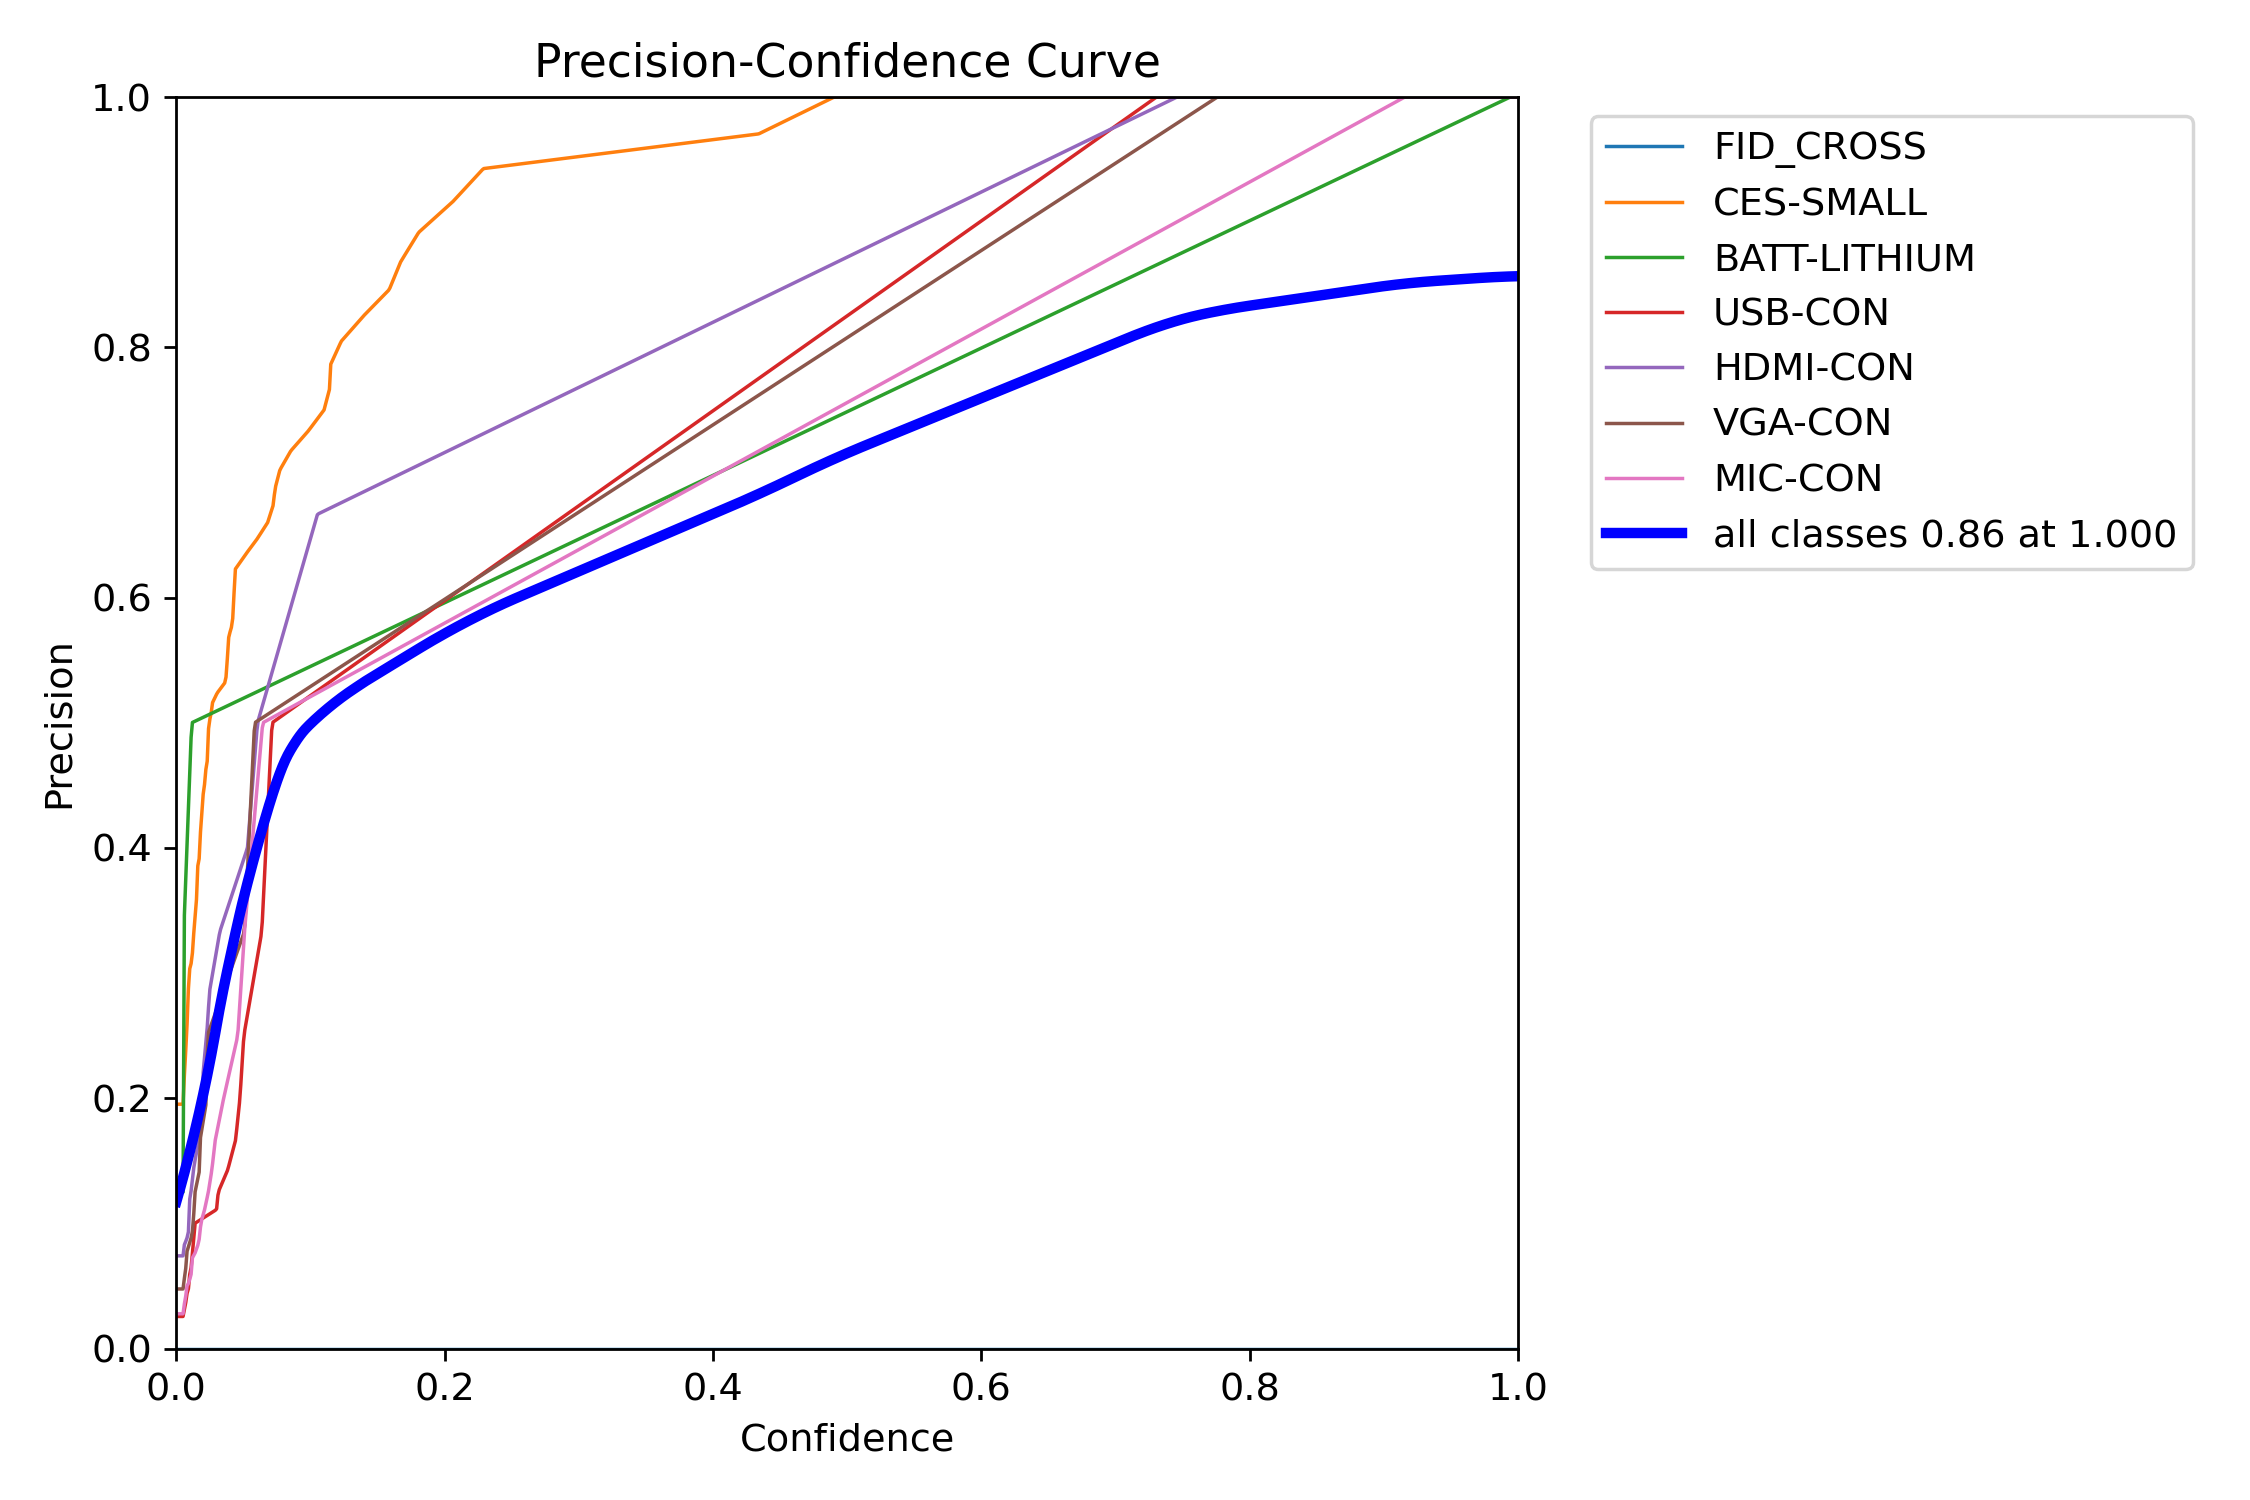 Precision-Confidence Curve
1.0
0.8
0.6
0.4
0.2
0.0
Precision
0.0 0.2 0.4 0.6 0.8 1.0
Confidence
FID_CROSS
CES-SMALL
BATT-LITHIUM
USB-CON
HDMI-CON
VGA-CON
MIC-CON
all classes 0.86 at 1.000